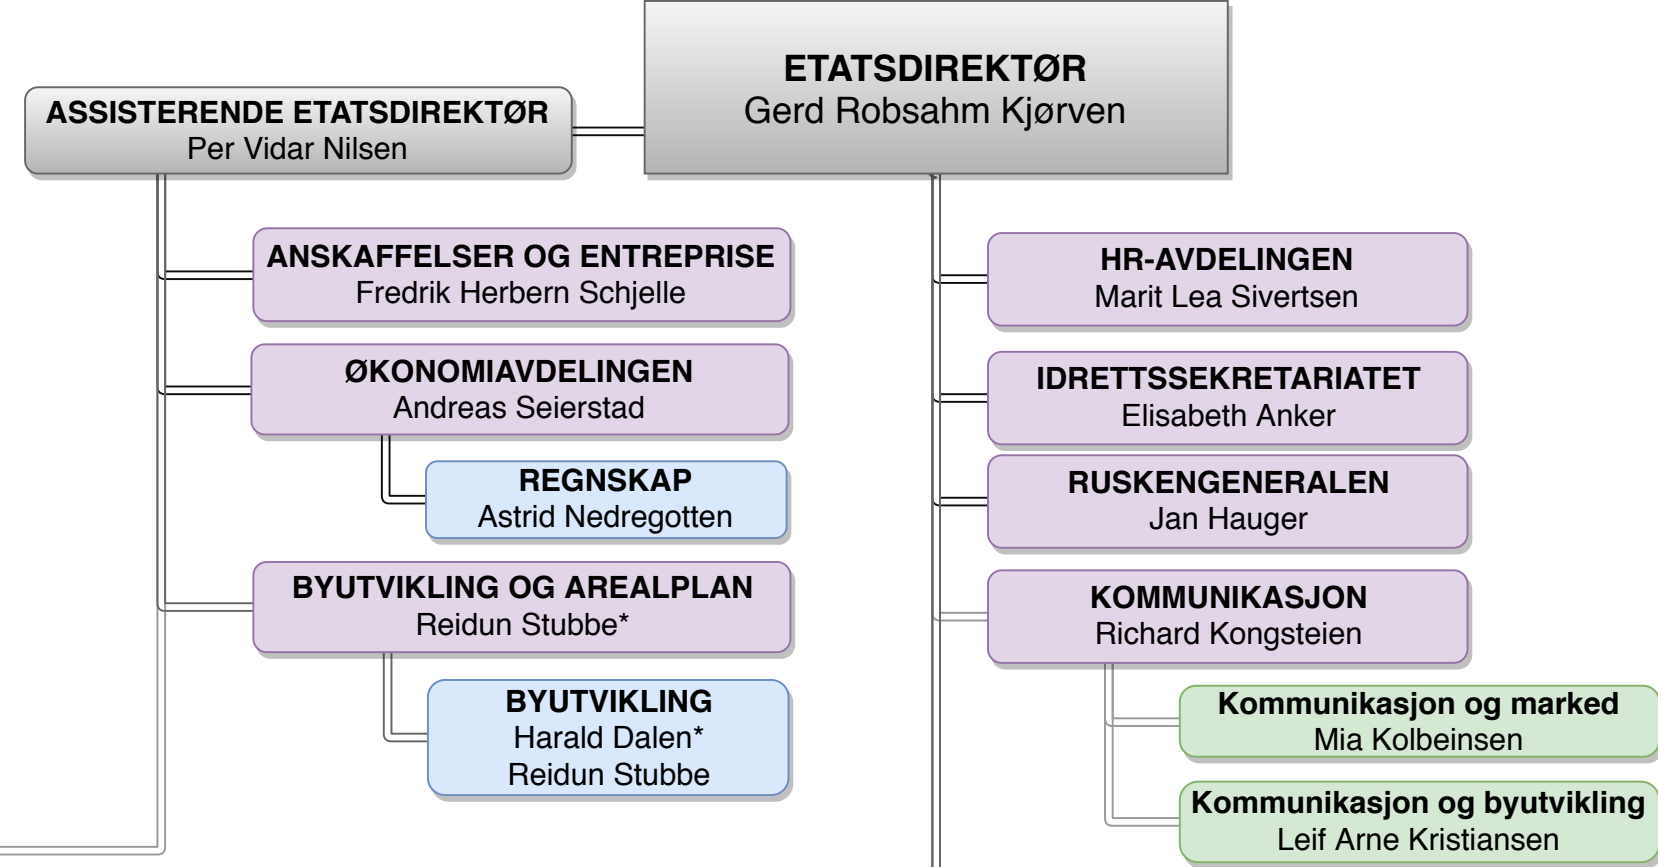 ETATSDIREKTØR
Gerd Robsahm Kjørven
ASSISTERENDE ETATSDIREKTØR
Per Vidar Nilsen
ANSKAFFELSER OG ENTREPRISE
Fredrik Herbern Schjelle
ØKONOMIAVDELINGEN
Andreas Seierstad
REGNSKAP
Astrid Nedregotten
BYUTVIKLING OG AREALPLAN
Reidun Stubbe*
BYUTVIKLING
Harald Dalen*
Reidun Stubbe
HR-AVDELINGEN
Marit Lea Sivertsen
IDRETTSSEKRETARIATET
Elisabeth Anker
RUSKENGENERALEN
Jan Hauger
KOMMUNIKASJON
Richard Kongsteien
Kommunikasjon og marked
Mia Kolbeinsen
Kommunikasjon og byutvikling
Leif Arne Kristiansen